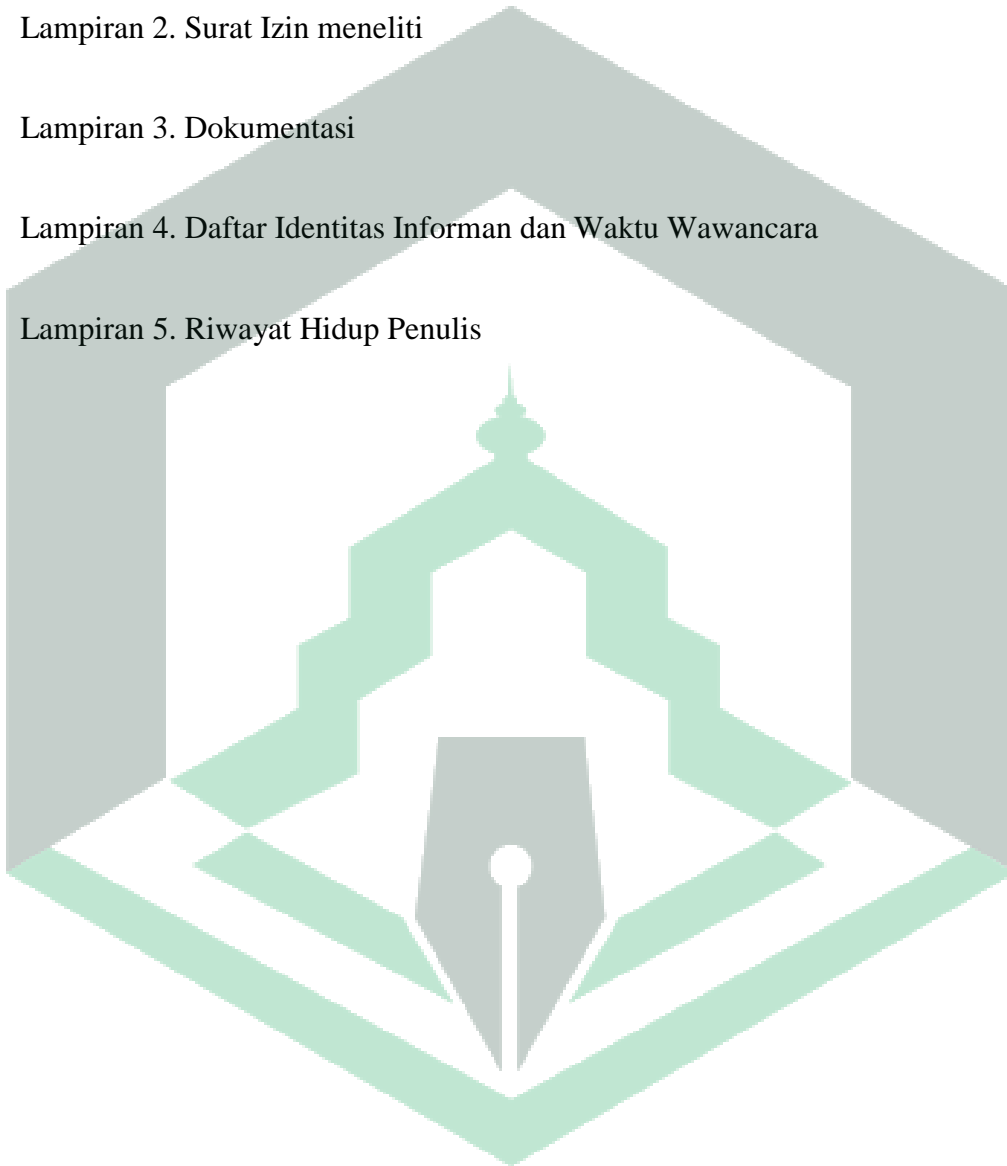 Lampiran 2. Surat Izin meneliti
Lampiran 3. Dokumentasi
Lampiran 4. Daftar Identitas Informan dan Waktu Wawancara
Lampiran 5. Riwayat Hidup Penulis